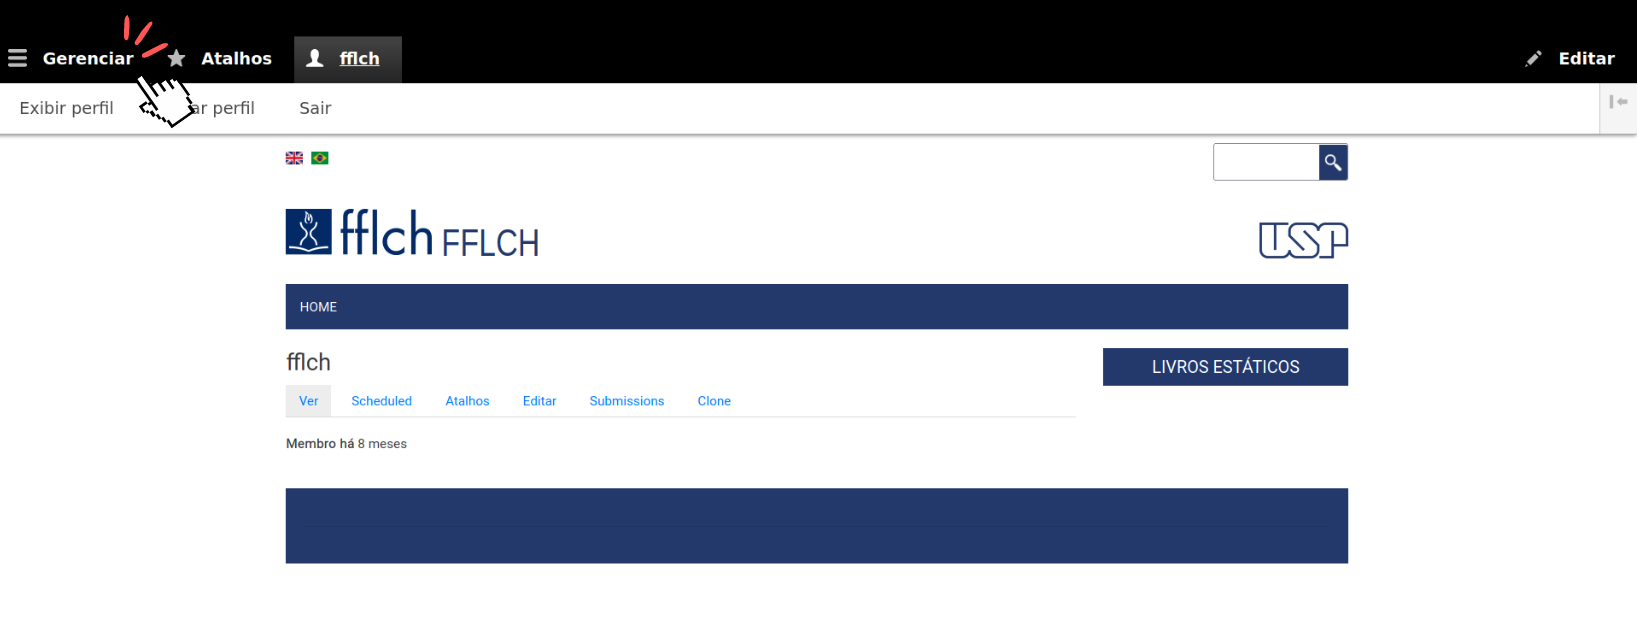 Gerenciar Atalhos fflch Editar
Exibir perfil ar perfil Sair
fflch FFLCH USP
HOME
fflch LIVROS ESTÁTICOS
Ver Scheduled Atalhos Editar Submissions Clone
Membro há 8 meses